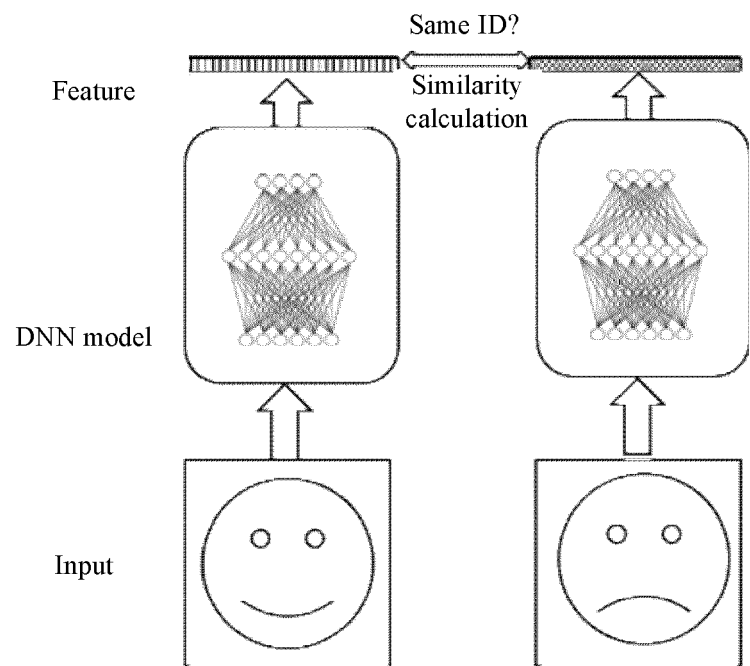 Same ID?
Feature
Similarity
calculation
DNN model
Input